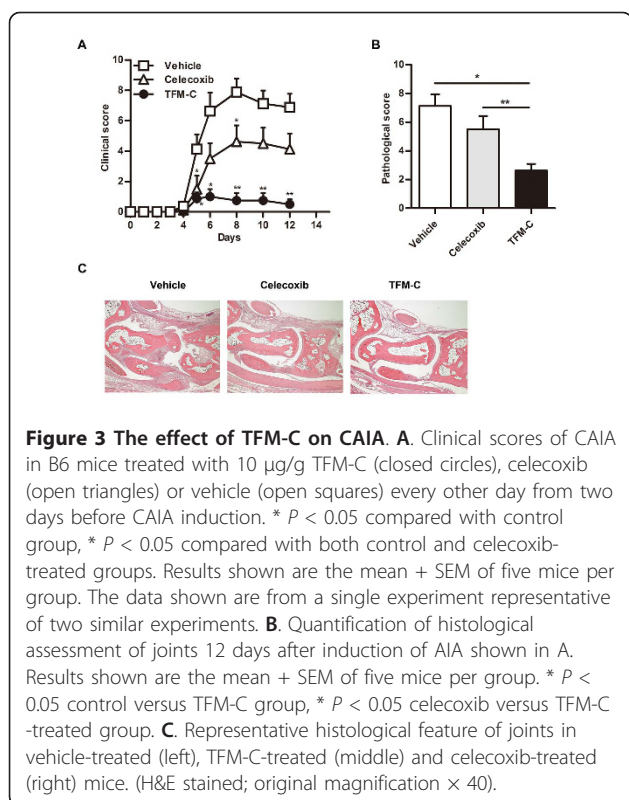 A
Vehicle
Celecoxib
TFM-C
Clinical score
10
8
6
4
2
0
0 2 4 6 8 10 12 14
Days
* * * * ** ** **
B
Pathological score
10
8
6
4
2
0
*
**
Vehicle
Celecoxib
TFM-C
C
Vehicle Celecoxib TFM-C
Figure 3 The effect of TFM-C on CAIA. A. Clinical scores of CAIA
in B6 mice treated with 10 μg/g TFM-C (closed circles), celecoxib
(open triangles) or vehicle (open squares) every other day from two
days before CAIA induction. * P < 0.05 compared with control
group, * P < 0.05 compared with both control and celecoxib-
treated groups. Results shown are the mean + SEM of five mice per
group. The data shown are from a single experiment representative
of two similar experiments. B. Quantification of histological
assessment of joints 12 days after induction of AIA shown in A.
Results shown are the mean + SEM of five mice per group. * P <
0.05 control versus TFM-C group, * P < 0.05 celecoxib versus TFM-C
-treated group. C. Representative histological feature of joints in
vehicle-treated (left), TFM-C-treated (middle) and celecoxib-treated
(right) mice. (H&E stained; original magnification × 40).